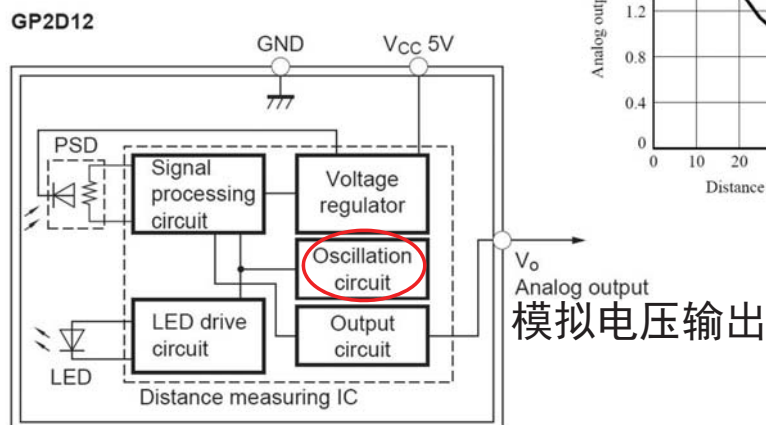 GP2D12
GND
VCC 5V
PSD
Signal
processing
circuit
Voltage
regulator
Oscillation
circuit
LED drive
circuit
Output
circuit
LED
Distance measuring IC
Vo
Analog output
模拟电压输出
Analog outp
1.2
0.8
0.4
0
0 10 20
Distance